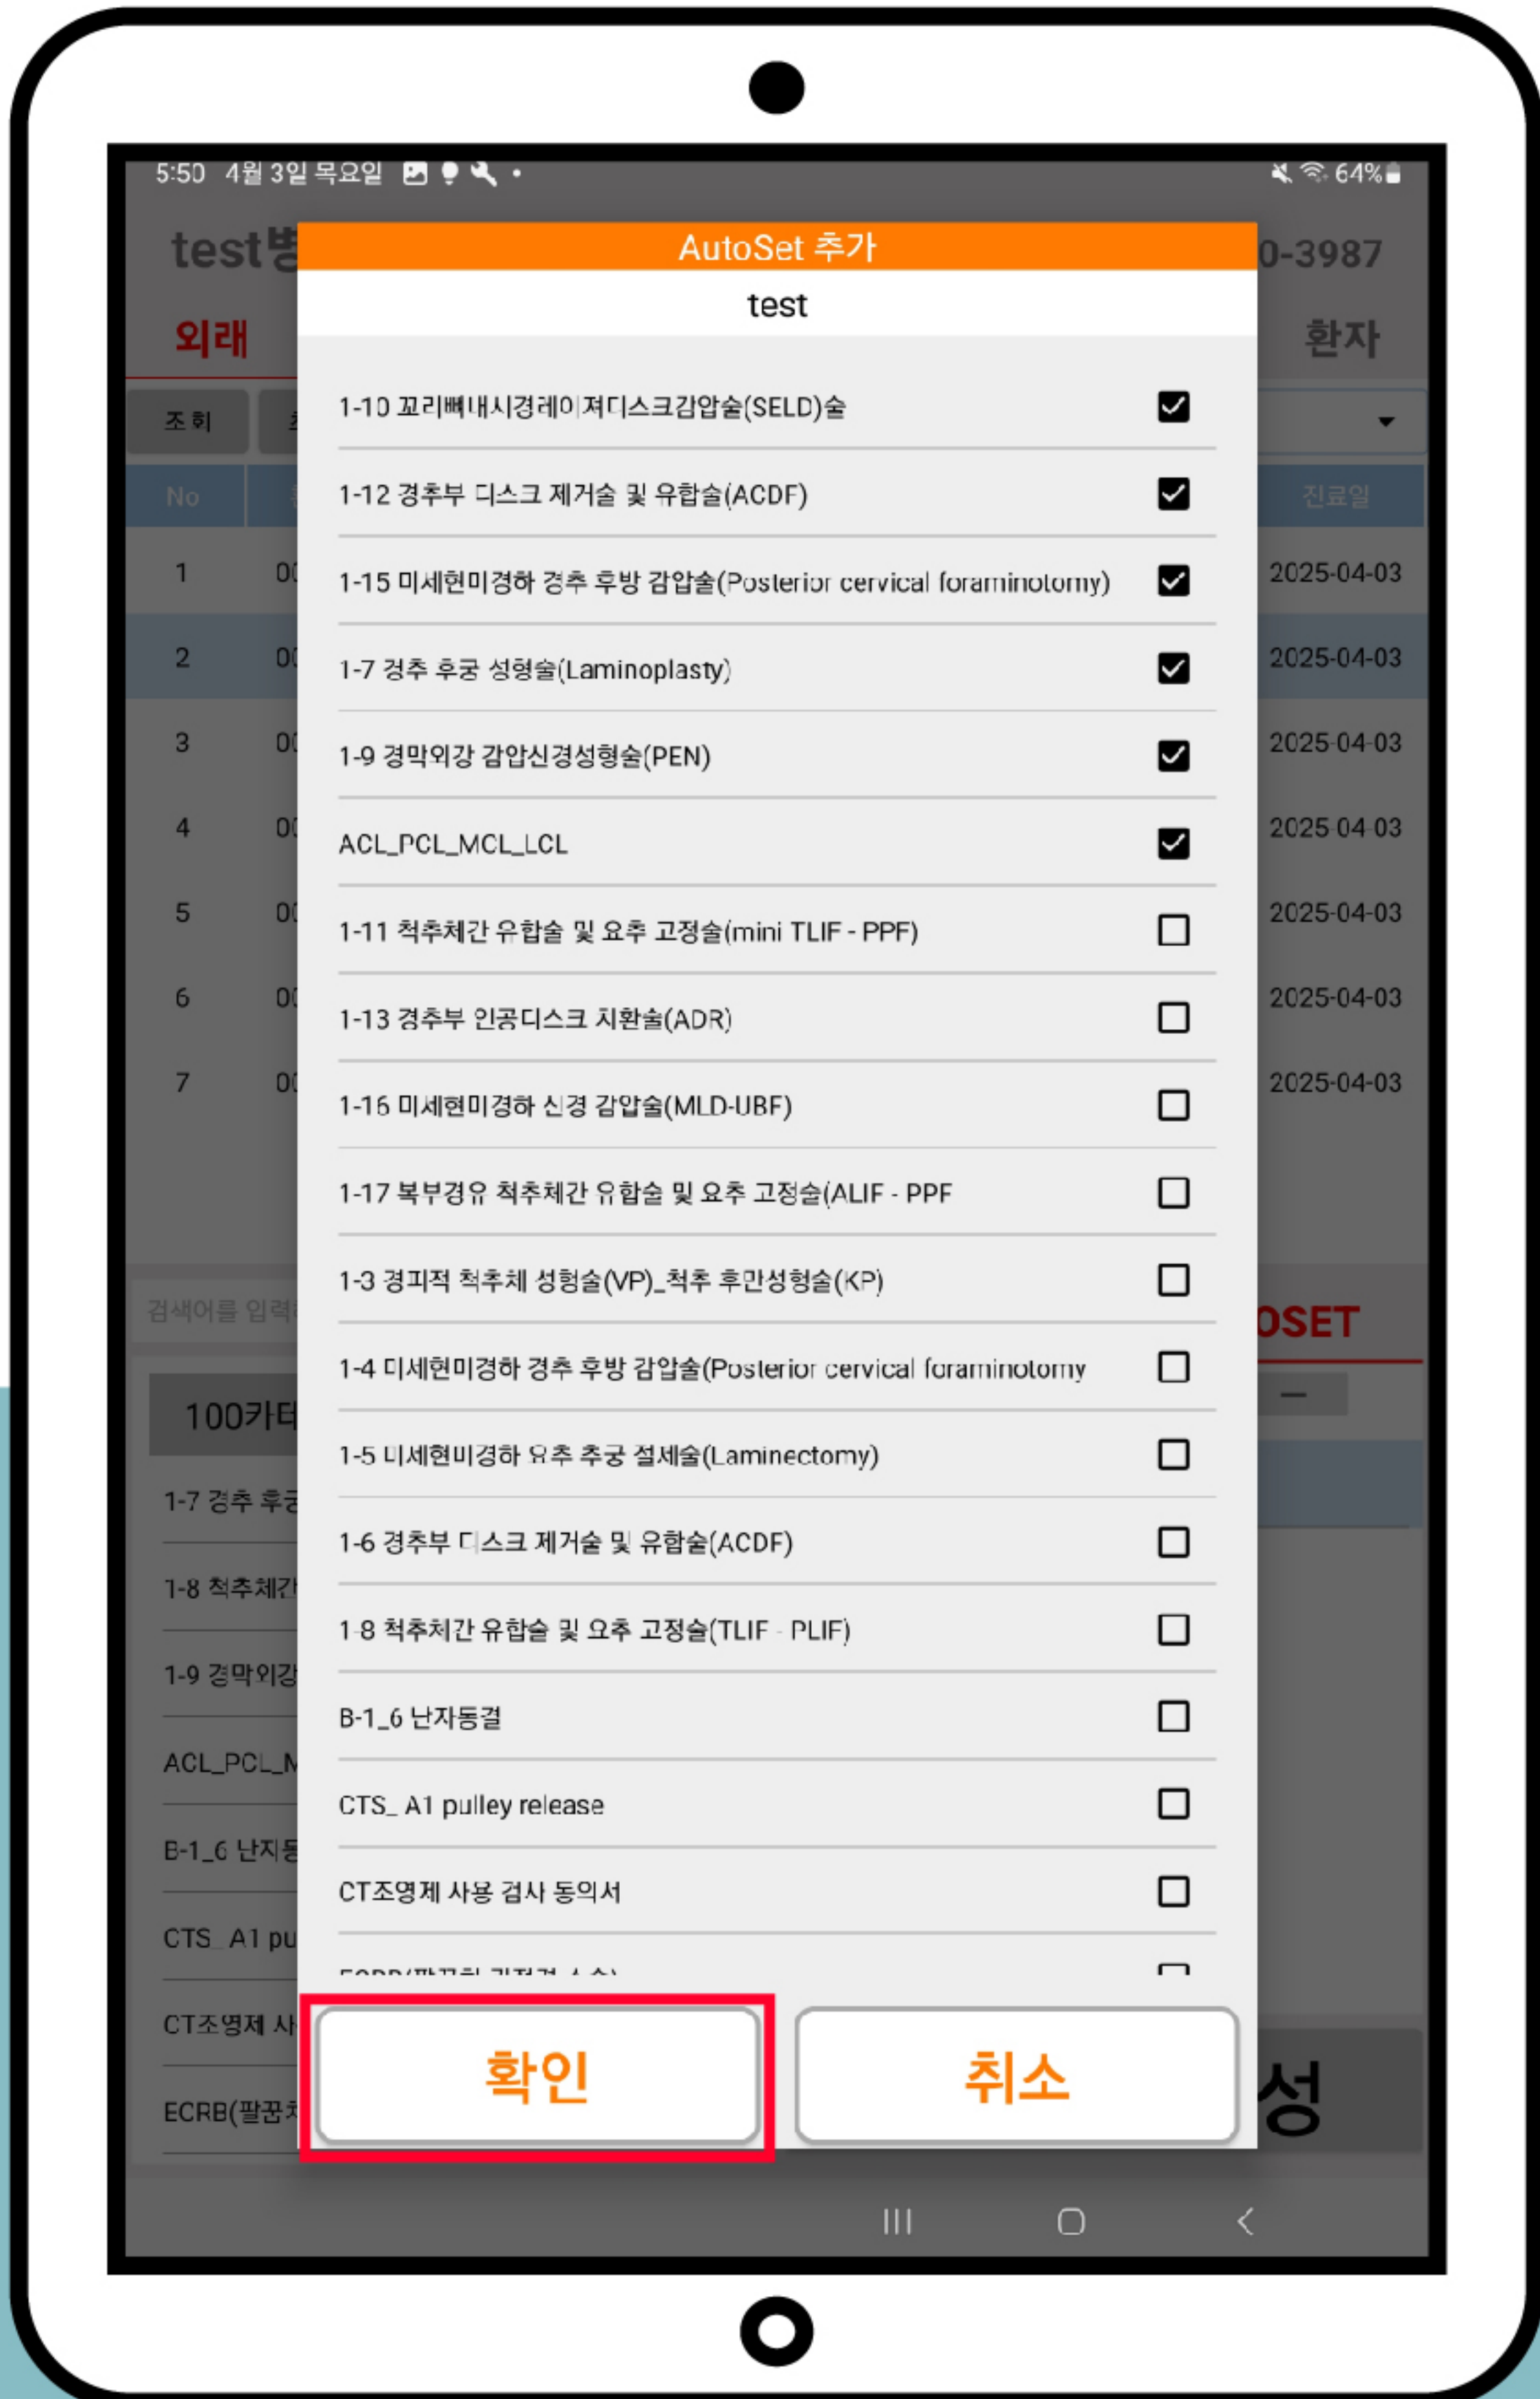 5:50 4월 3일 목요일
64%
test병
0-3987
AutoSet 추가
test
외래
환자
조회
No
진료일
1-10 꼬리뼈내시경레이져디스크감압술(SELD)술
1-12 경추부 디스크 제거술 및 유합술(ACDF)
1 00 2025-04-03
1-15 미세현미경하 경추 후방 감압술(Posterior cervical foraminotomy)
2 00 2025-04-03
1-7 경추 후궁 성형술(Laminoplasty)
3 00 2025-04-03
1-9 경막외강 감압신경성형술(PEN)
4 00 2025-04-03
ACL_PCL_MCL_LCL
5 00 2025-04-03
1-11 척추체간 유합술 및 요추 고정술(mini TLIF - PPF)
6 00 2025-04-03
1-13 경추부 인공디스크 치환술(ADR)
7 00 2025-04-03
1-16 미세현미경하 신경 감압술(MLD-UBF)
1-17 복부경유 척추체간 유합술 및 요추 고정술(ALIF - PPF
1-3 경피적 척추체 성형술(VP)_척추 후만성형술(KP)
검색어를 입력
OSET
1-4 미세현미경하 경추 후방 감압술(Posterior cervical foraminotomy
100카테
1-5 미세현미경하 요추 추궁 절제술(Laminectomy)
1-7 경추 후궁
1-6 경추부 디스크 제거술 및 유합술(ACDF)
1-8 척추체간
1-8 척추체간 유합술 및 요추 고정술(TLIF - PLIF)
1-9 경막외강
B-1_6 난자동결
ACL_PCL_M
CTS_ A1 pulley release
B-1_6 난자동
CT조영제 사용 검사 동의서
CTS_ A1 pu
CT조영제 사
ECRB(팔꿈치
확인
취소
성